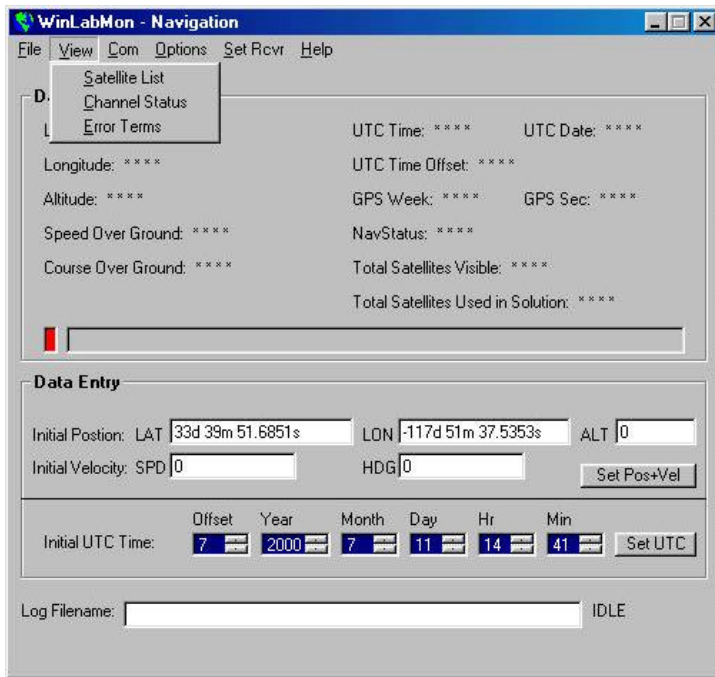 WinLabMon - Navigation
File View Com Options Set Rcvr Help
Satellite List
Channel Status
Error Terms
UTC Time: **** UTC Date: ****
Longitude: **** UTC Time Offset: ****
Altitude: **** GPS Week: **** GPS Sec: ****
Speed Over Ground: **** NavStatus: ****
Course Over Ground: **** Total Satellites Visible: ****
Total Satellites Used in Solution: ****
Data Entry
Initial Postion: LAT 33d 39m 51.6851s LON -117d 51m 37.5353s ALT 0
Initial Velocity: SPD 0 HDG 0 Set Pos+Vel
Offset Year Month Day Hr Min
Initial UTC Time: 7 2000 7 11 14 41 Set UTC
Log Filename: IDLE